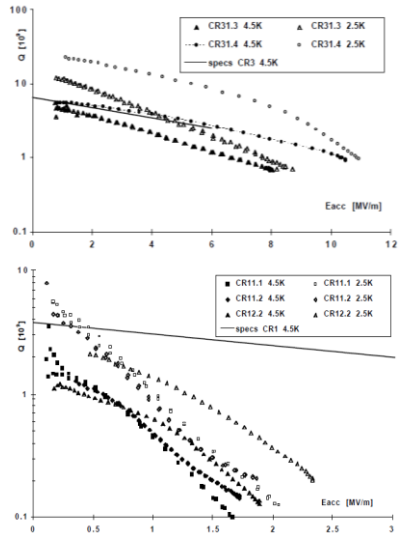 100
CR31.3 4.5K
CR31.3 2.5K
CR31.4 4.5K
CR31.4 2.5K
specs CR3 4.5K
Q [10⁸]
10
1
0.1
Eacc [MV/m]
0 2 4 6 8 10 12
10
CR11.1 4.5K
CR11.1 2.5K
CR11.2 4.5K
CR11.2 2.5K
CR12.2 4.5K
CR12.2 2.5K
specs CR1 4.5K
1
0.1
Eacc [MV/m]
0 0.5 1 1.5 2 2.5 3